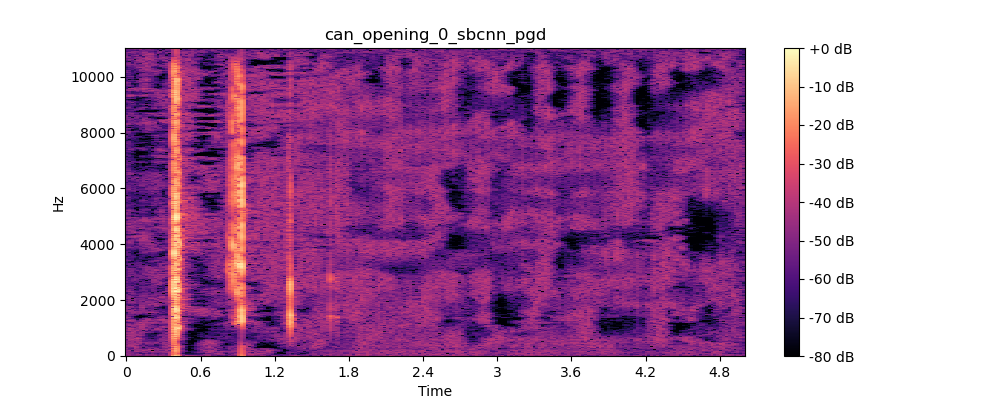 can_opening_0_sbcnn_pgd
+0 dB
10000
-10 dB
8000
-20 dB
-30 dB
6000
Hz
-40 dB
4000
-50 dB
-60 dB
2000
-70 dB
0
-80 dB
0 0.6 1.2 1.8 2.4 3 3.6 4.2 4.8
Time